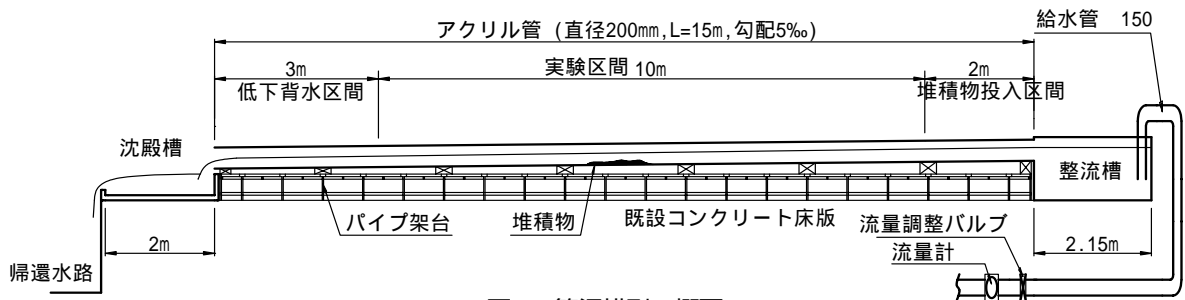 アクリル管 (直径200mm,L=15m,勾配5‰)
給水管 150
3m
実験区間 10m
2m
低下背水区間
堆積物投入区間
沈殿槽
整流槽
パイプ架台
堆積物
既設コンクリート床版
流量調整バルブ
2m
2.15m
流量計
帰還水路